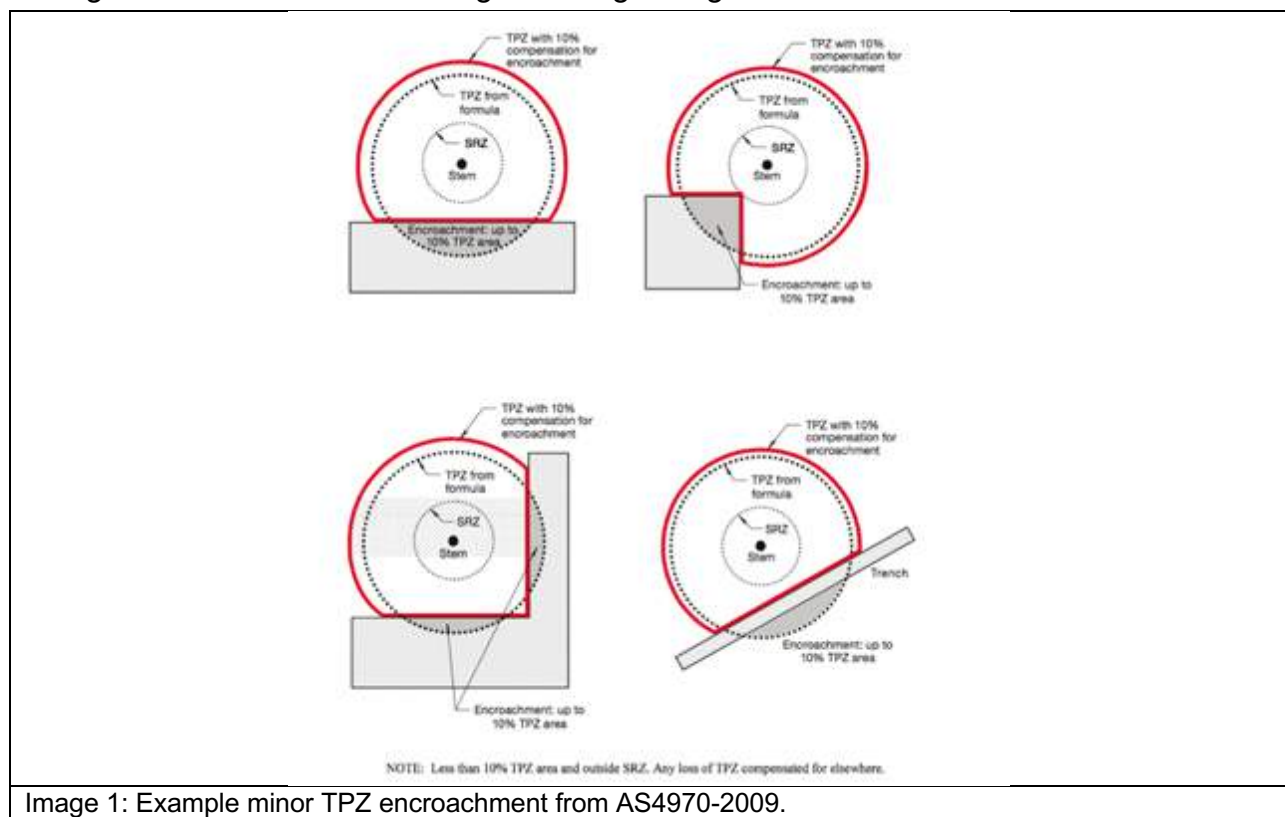 TPZ with 10%
compensation for
encroachment
TPZ from
formula
SRZ
Stem
Encroachment: up to
10% TPZ area
TPZ with 10%
compensation for
encroachment
TPZ from
formula
SRZ
Stem
Encroachment: up to
10% TPZ area
TPZ with 10%
compensation for
encroachment
TPZ from
formula
SRZ
Stem
Encroachment: up to
10% TPZ area
TPZ with 10%
compensation for
encroachment
TPZ from
formula
SRZ
Stem
Trench
Encroachment: up to
10% TPZ area
NOTE: Less than 10% TPZ area and outside SRZ. Any loss of TPZ compensated for elsewhere.
Image 1: Example minor TPZ encroachment from AS4970-2009.